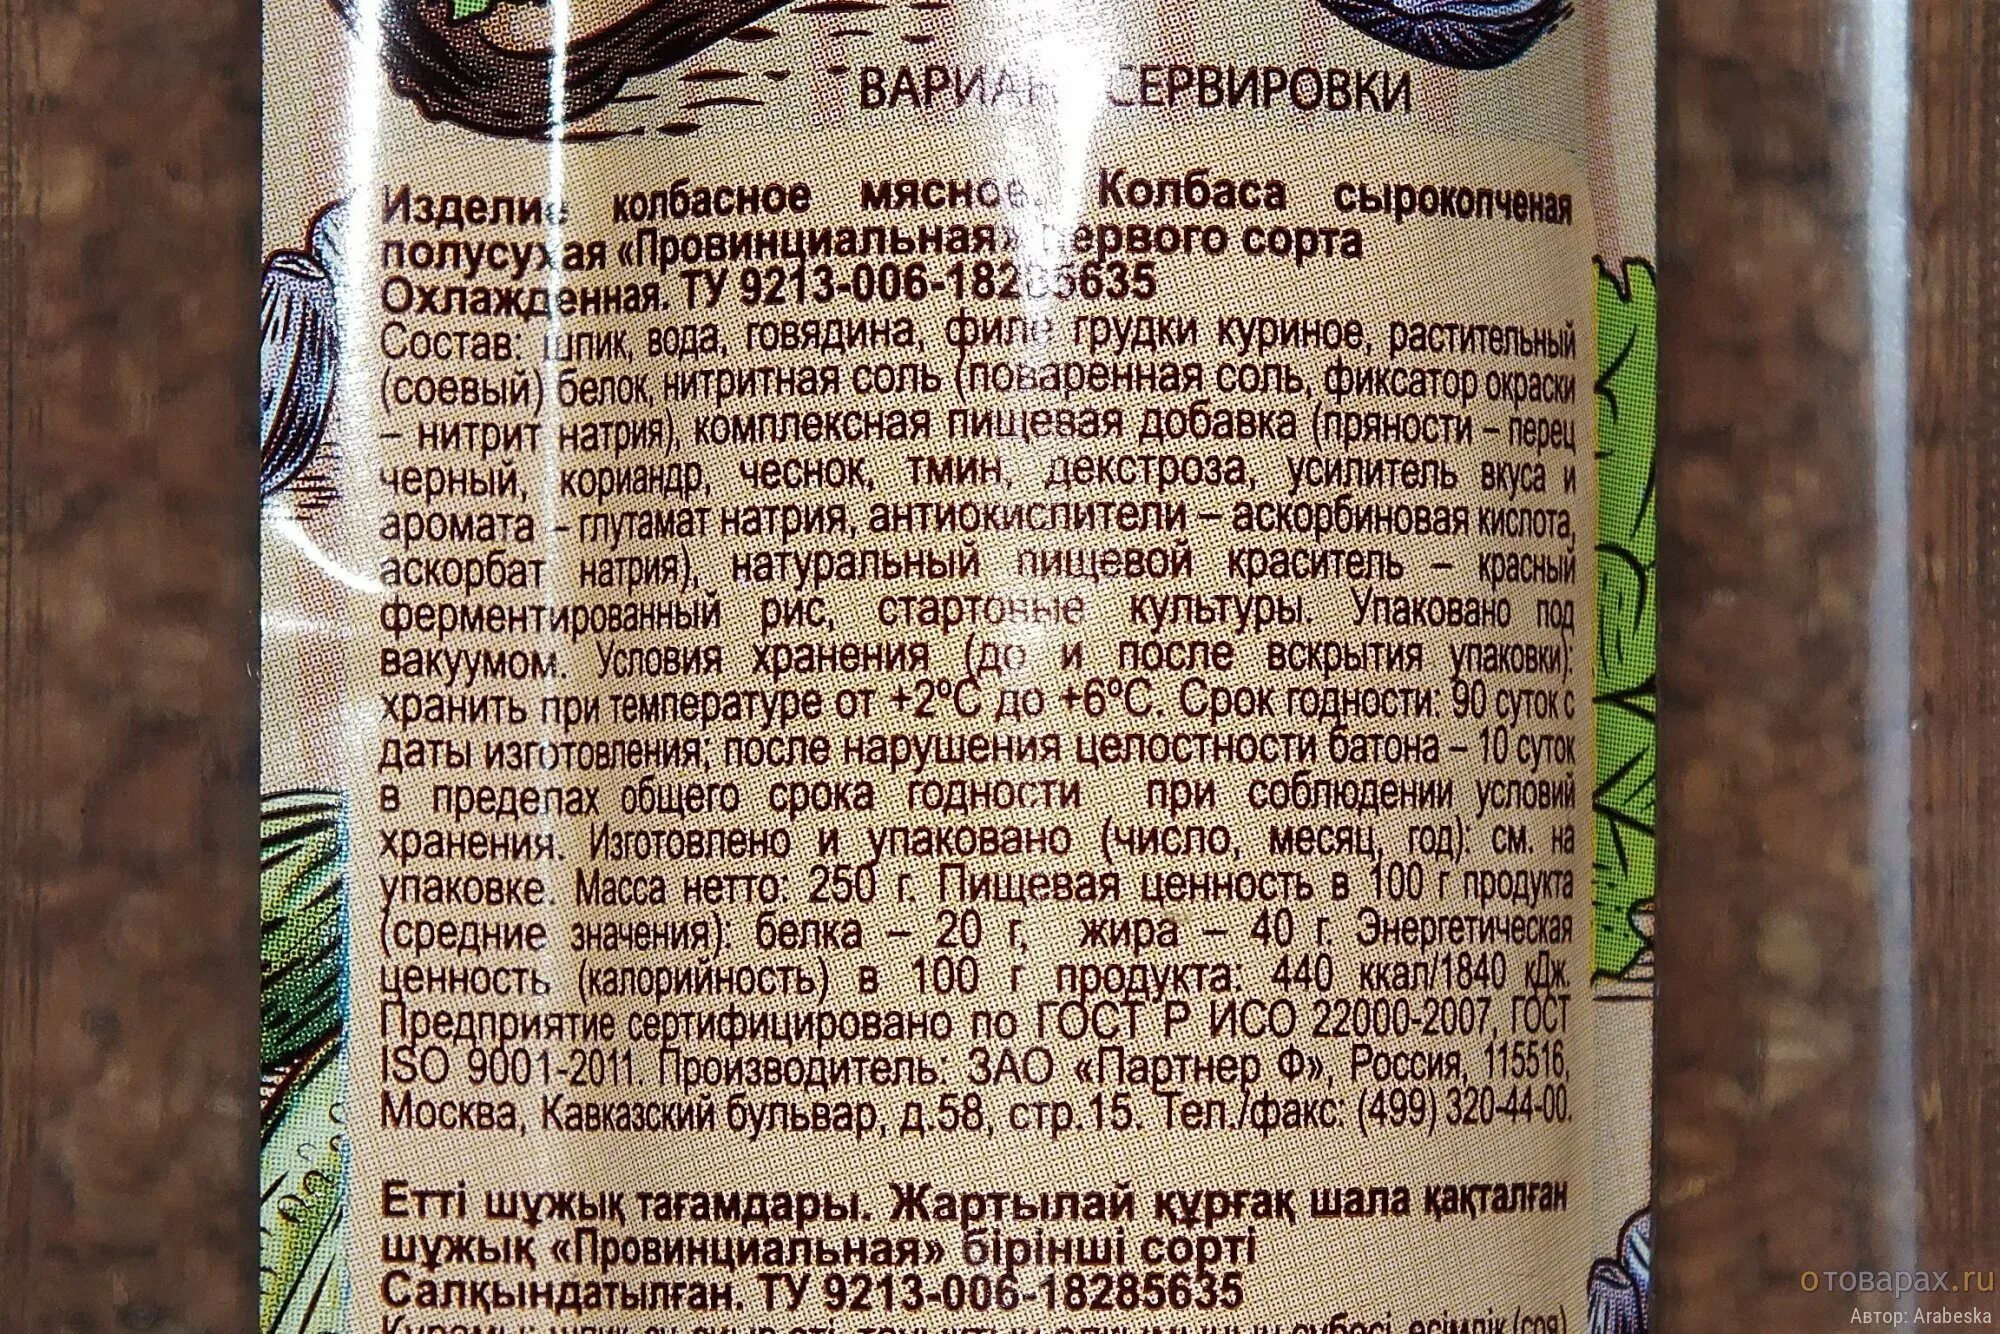 ВАРИАНТ СЕРВИРОВКИ
Изделие колбасное мясное. Колбаса сырокопченая
полусухая «Провинциальная» первого сорта
Охлажденная. ТУ 9213-006-18285635
Состав: шпик, вода, говядина, филе грудки куриное, растительный
(соевый) белок, нитритная соль (поваренная соль, фиксатор окраски
– нитрит натрия), комплексная пищевая добавка (пряности – перец
черный, кориандр, чеснок, тмин, декстроза, усилитель вкуса и
аромата – глутамат натрия, антиокислители – аскорбиновая кислота,
аскорбат натрия), натуральный пищевой краситель – красный
ферментированный рис, стартовые культуры. Упаковано под
вакуумом. Условия хранения (до и после вскрытия упаковки):
хранить при температуре от +2°С до +6°С. Срок годности: 90 суток с
даты изготовления; после нарушения целостности батона – 10 суток
в пределах общего срока годности при соблюдении условий
хранения. Изготовлено и упаковано (число, месяц, год): см. на
упаковке. Масса нетто: 250 г. Пищевая ценность в 100 г продукта
(средние значения): белка – 20 г, жира – 40 г. Энергетическая
ценность (калорийность) в 100 г продукта: 440 ккал/1840 кДж.
Предприятие сертифицировано по ГОСТ Р ИСО 22000-2007, ГОСТ
ISO 9001-2011. Производитель: ЗАО «Партнер Ф», Россия, 115516,
Москва, Кавказский бульвар, д.58, стр.15. Тел./факс: (499) 320-44-00.
Етті шұжық тағамдары. Жартылай құрғақ шала қақталған
шұжық «Провинциальная» бірінші сорті
Салқындатылған. ТУ 9213-006-18285635
отоварах.ru
Автор: Arabeska